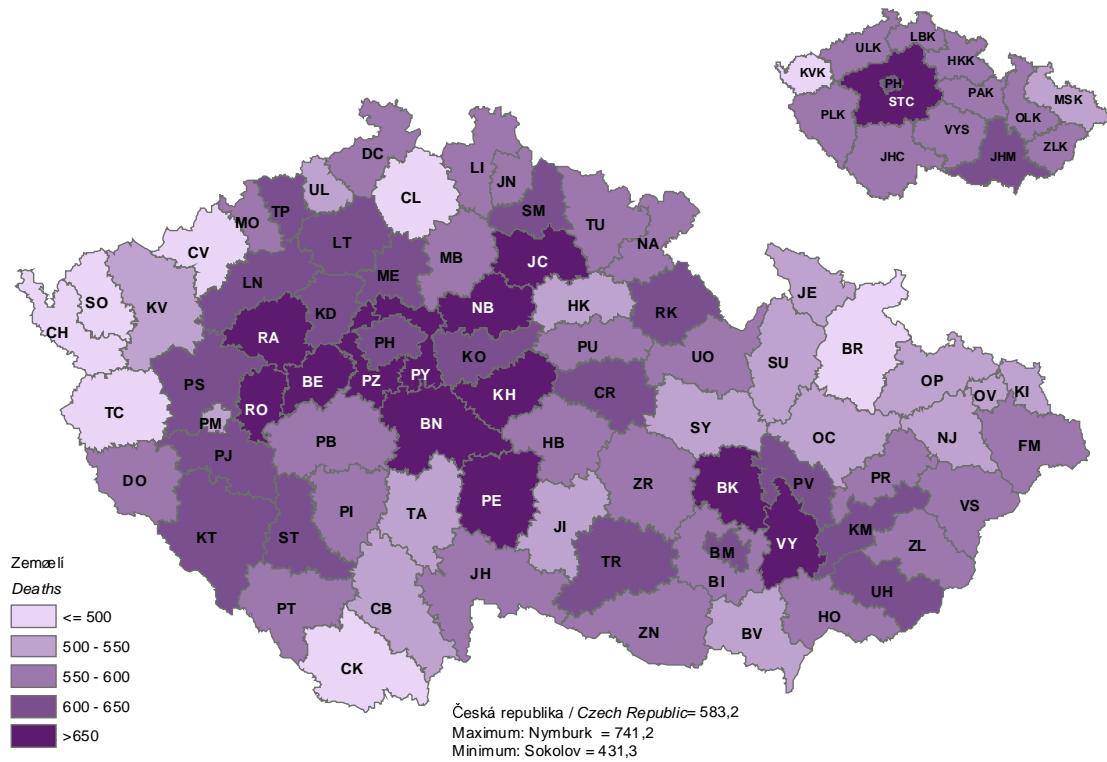 LBK
ULK
HKK
KVK
PH
STC
PAK
MSK
PLK
OLK
VYS
JHC
JHM
ZLK
DC
LI
JN
UL
CL
TP
SM
MO
TU
CV
LT
NA
MB
JC
LN
ME
SO
KV
HK
JE
CH
KD
NB
RK
RA
PH
KO
PU
UO
SU
BR
PS
BE
PZ
PY
KH
CR
OP
OV
KI
TC
RO
PM
BN
SY
OC
NJ
FM
PJ
PB
HB
DO
ZR
BK
PV
PR
PI
TA
PE
JI
VS
KT
ST
KM
VY
ZL
BM
TR
JH
BI
UH
PT
CB
HO
ZN
BV
CK
Zemøelí
Deaths
<= 500
500 - 550
550 - 600
600 - 650
>650
Česká republika / Czech Republic= 583,2
Maximum: Nymburk = 741,2
Minimum: Sokolov = 431,3